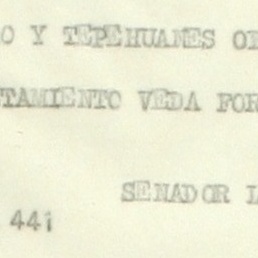 O Y TEPEHUANES
TAMIENTO VEDA FOR
SENADOR
441